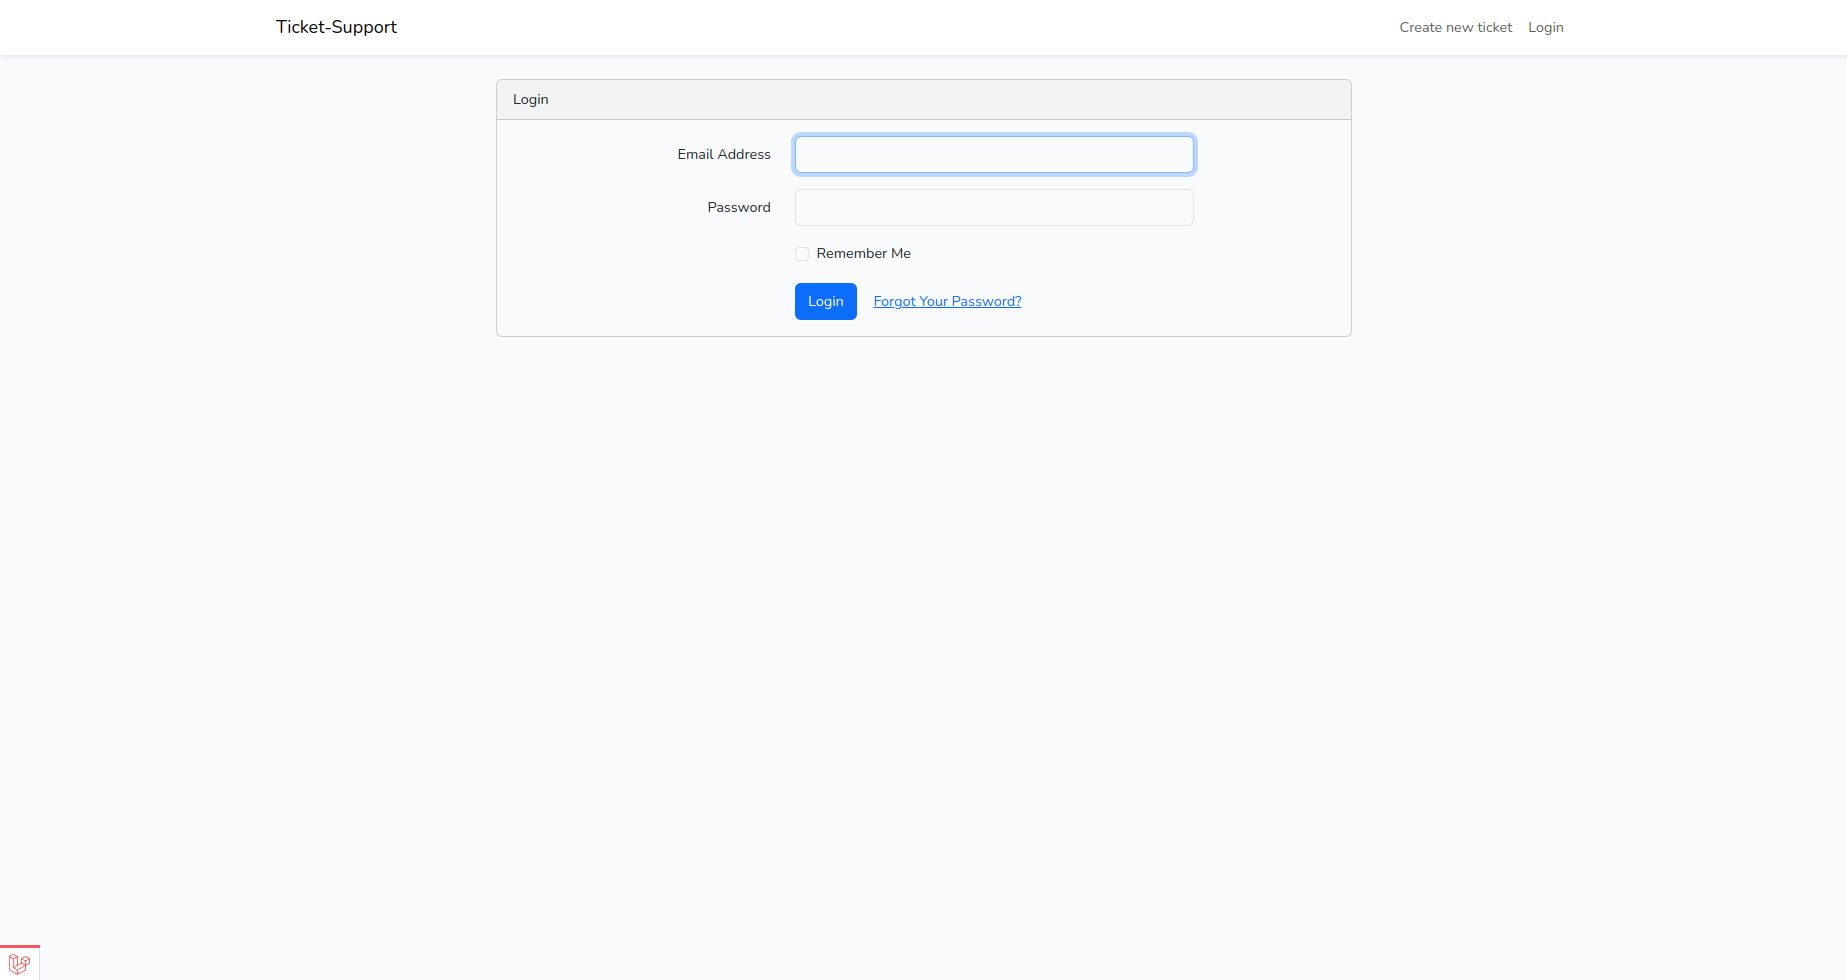 Ticket-Support
Create new ticket Login
Login
Email Address
Password
Remember Me
Login Forgot Your Password?